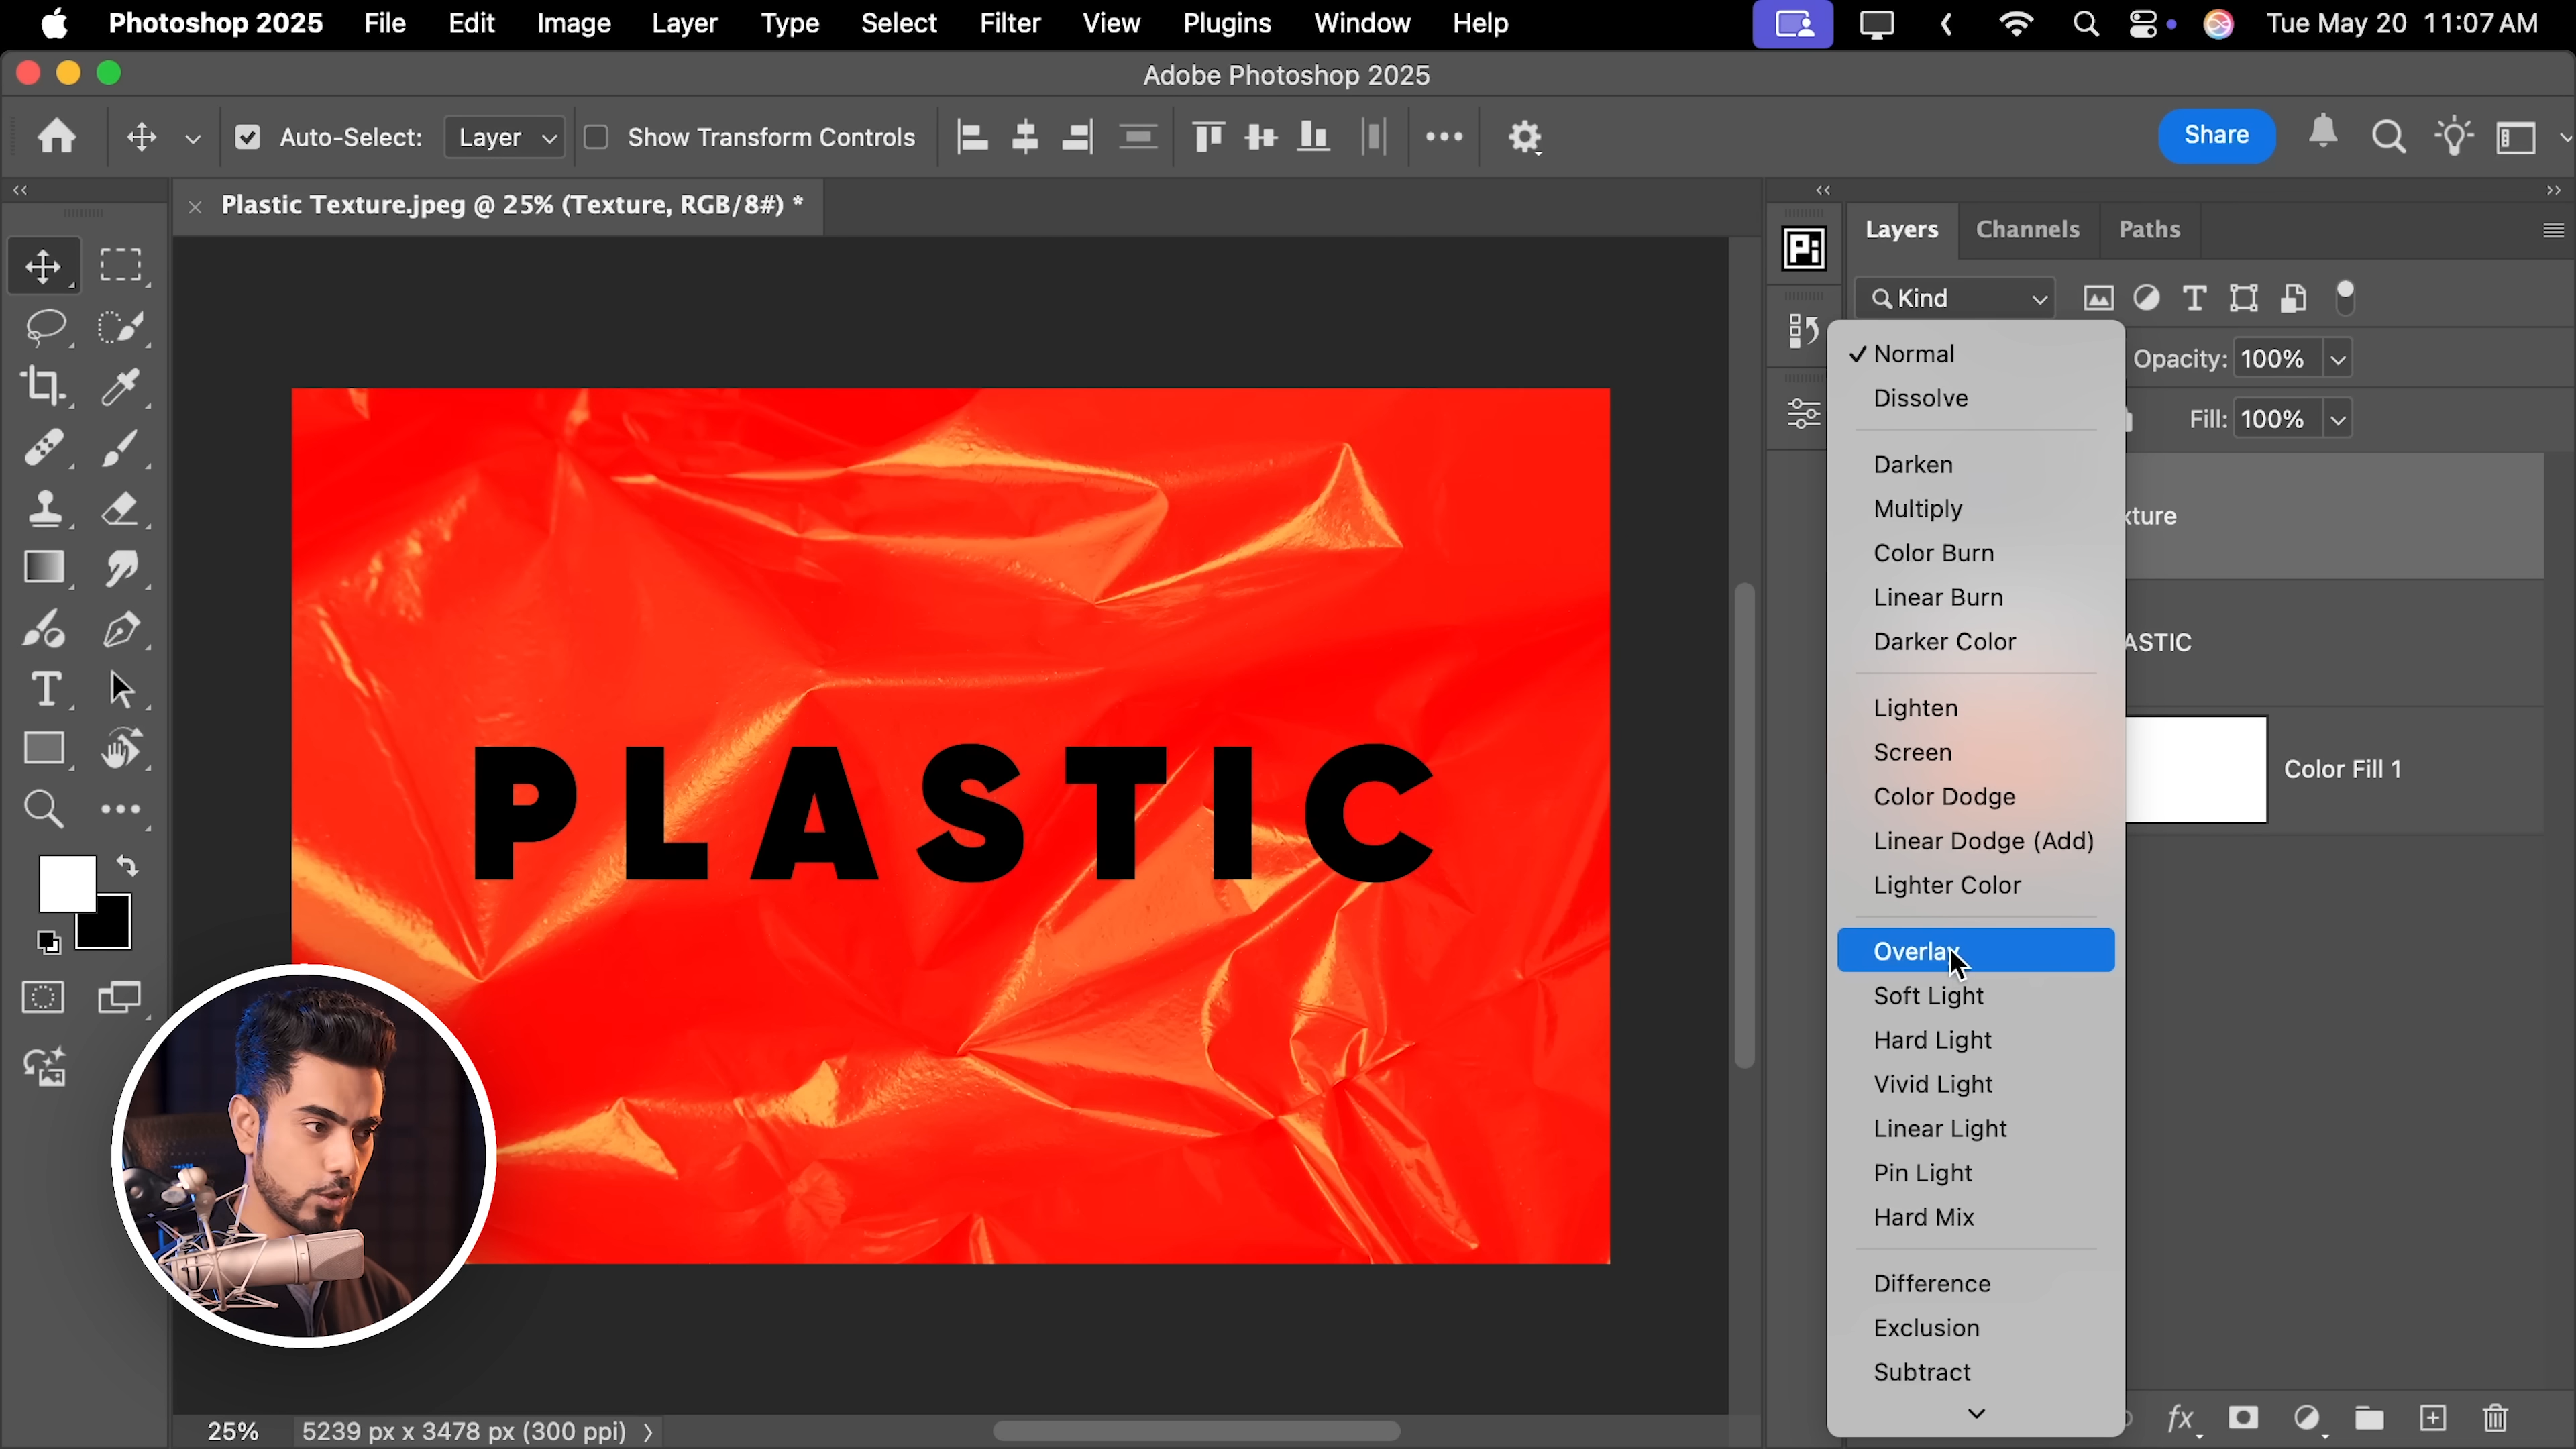 Photoshop 2025 File Edit Image Layer Type Select Filter View Plugins Window Help Tue May 20 11:07 AM
Adobe Photoshop 2025
Auto-Select: Layer Show Transform Controls Share
Plastic Texture.jpeg @ 25% (Texture, RGB/8#) *
Layers Channels Paths
Pi
Kind
Normal
Opacity: 100%
Dissolve
Fill: 100%
Darken
Multiply
xture
Color Burn
Linear Burn
Darker Color
ASTIC
Lighten
Screen
Color Fill 1
Color Dodge
Linear Dodge (Add)
Lighter Color
PLASTIC
Overlay
Soft Light
Hard Light
Vivid Light
Linear Light
Pin Light
Hard Mix
Difference
Exclusion
Subtract
fx
25% 5239 px x 3478 px (300 ppi)